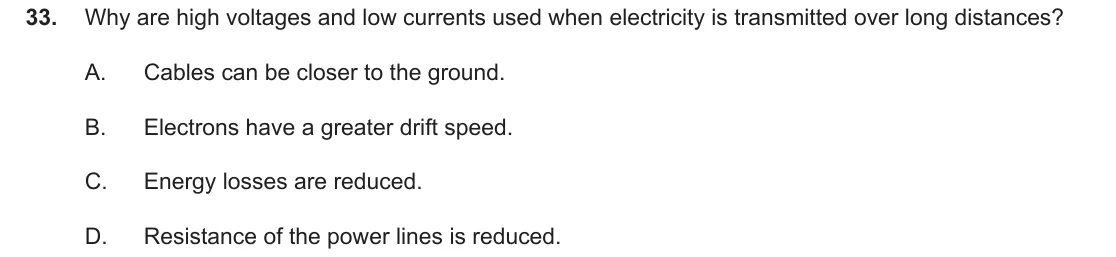 33. Why are high voltages and low currents used when electricity is transmitted over long distances?
A. Cables can be closer to the ground.
B. Electrons have a greater drift speed.
C. Energy losses are reduced.
D. Resistance of the power lines is reduced.